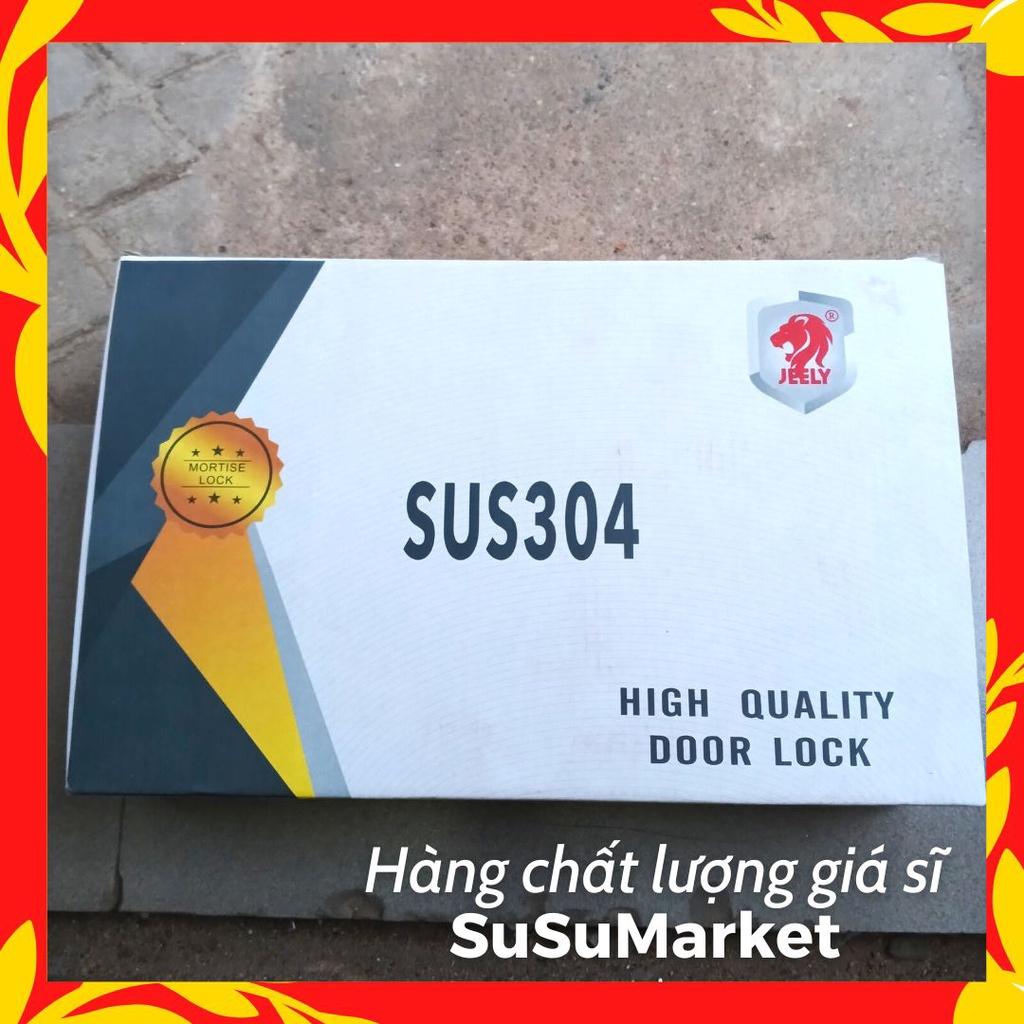 ®
JEELY
MORTISE
LOCK
SUS304
HIGH QUALITY
DOOR LOCK
Hàng chất lượng giá sĩ
SuSuMarket